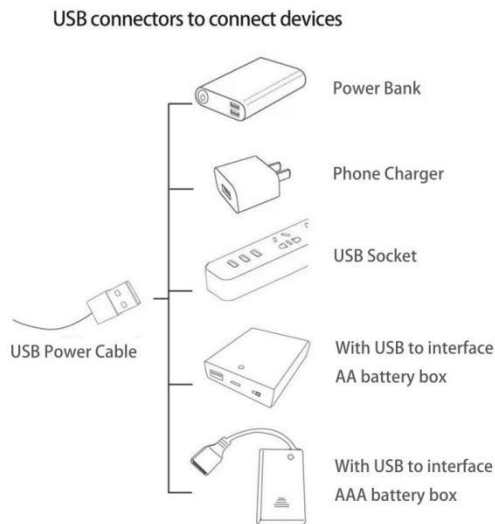 USB connectors to connect devices
Power Bank
Phone Charger
USB Socket
USB Power Cable
With USB to interface
AA battery box
With USB to interface
AAA battery box